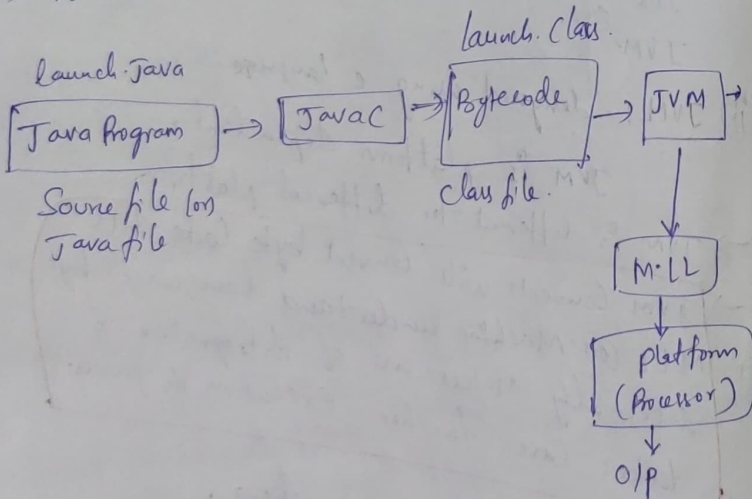 launch.Java
Java Program
Source file (or)
Java file
JavaC
launch.Class.
Bytecode
Class file.
JVM
M.LL
platform
(Processor)
O/P